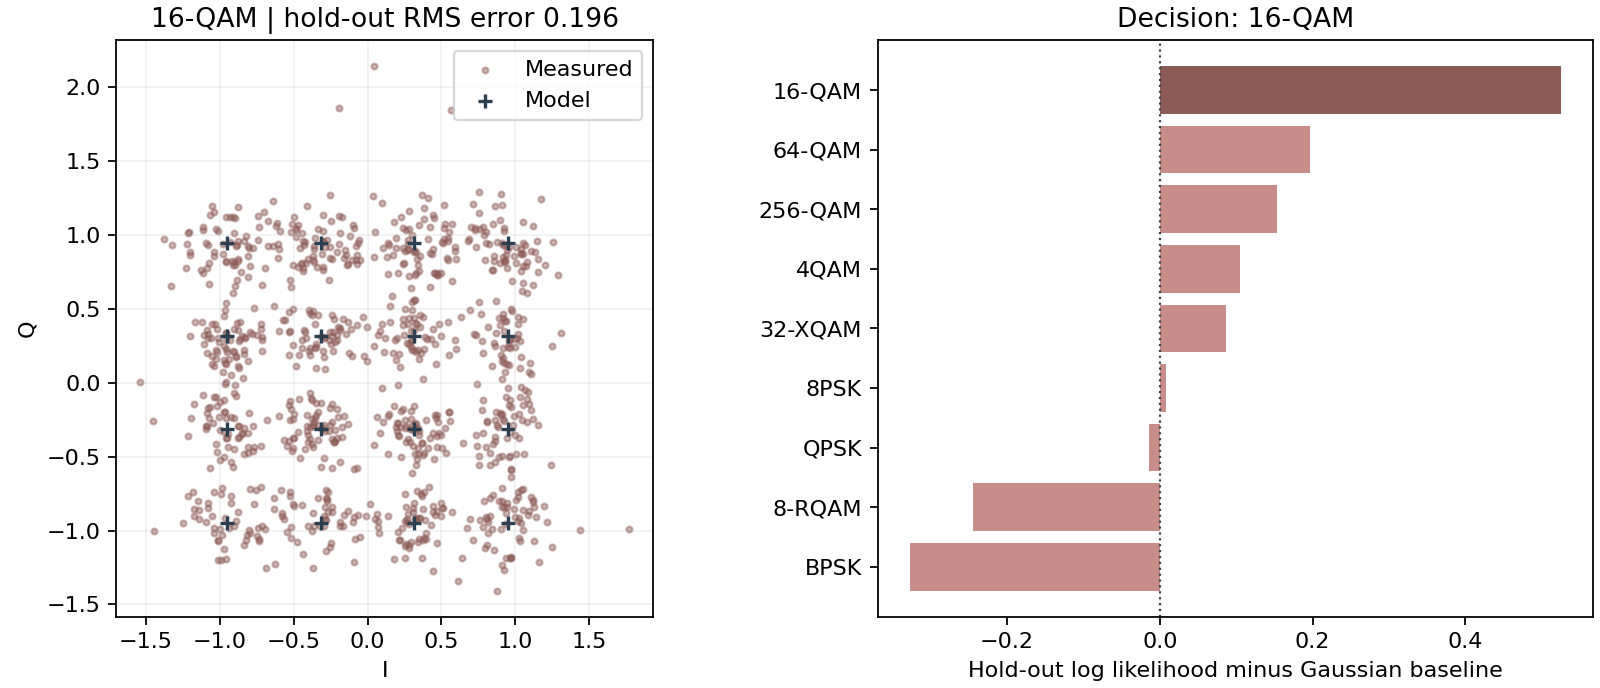 16-QAM | hold-out RMS error 0.196
Measured
Model
2.0
1.5
1.0
0.5
0.0
−0.5
−1.0
−1.5
Q
−1.5
−1.0
−0.5
0.0
0.5
1.0
1.5
I
Decision: 16-QAM
16-QAM
64-QAM
256-QAM
4QAM
32-XQAM
8PSK
QPSK
8-RQAM
BPSK
−0.2
0.0
0.2
0.4
Hold-out log likelihood minus Gaussian baseline